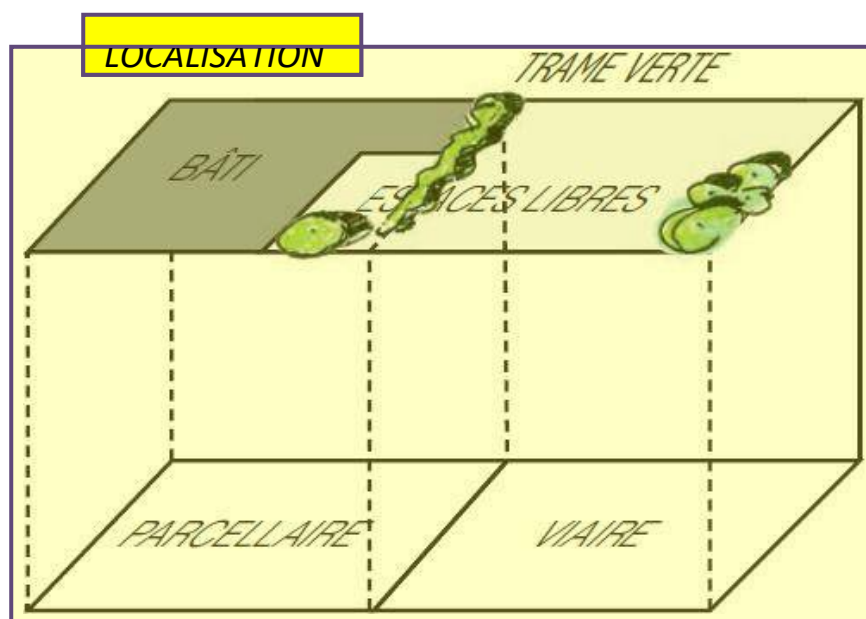 LOCALISATION
TRAME VERTE
BÂTI
ESPACES LIBRES
PARCELLAIRE
VIAIRE